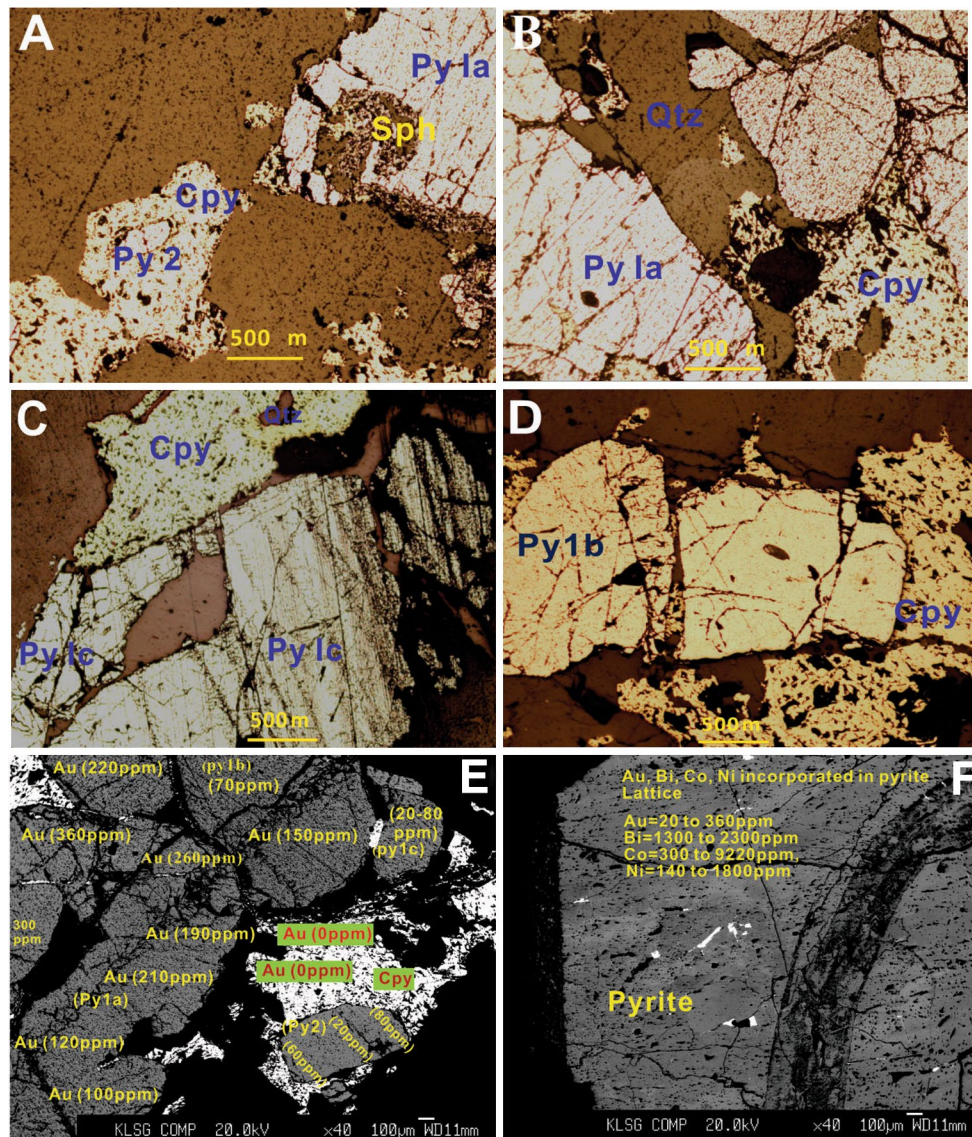 A
Py Ia
Sph
Cpy
Py 2
500 m
B
Qtz
Py Ia
Cpy
500 m
C
Qtz
Cpy
Py Ic
Py Ic
500m
D
Py1b
Cpy
500m
E
Au (220ppm)
(py1b)
(70ppm)
(20-80
ppm)
(py1c)
Au (360ppm)
Au (150ppm)
Au (260ppm)
300
ppm
Au (190ppm)
Au (0ppm)
Au (210ppm)
Au (0ppm)
Cpy
(Py1a)
(Py2)
(20ppm)
(80ppm)
(60ppm)
Au (120ppm)
Au (100ppm)
KLSG COMP 20.0kV ×40 100µm WD11mm
F
Au, Bi, Co, Ni incorporated in pyrite
Lattice
Au=20 to 360ppm
Bi=1300 to 2300ppm
Co=300 to 9220ppm,
Ni=140 to 1800ppm
Pyrite
KLSG COMP 20.0kV ×40 100µm WD11mm